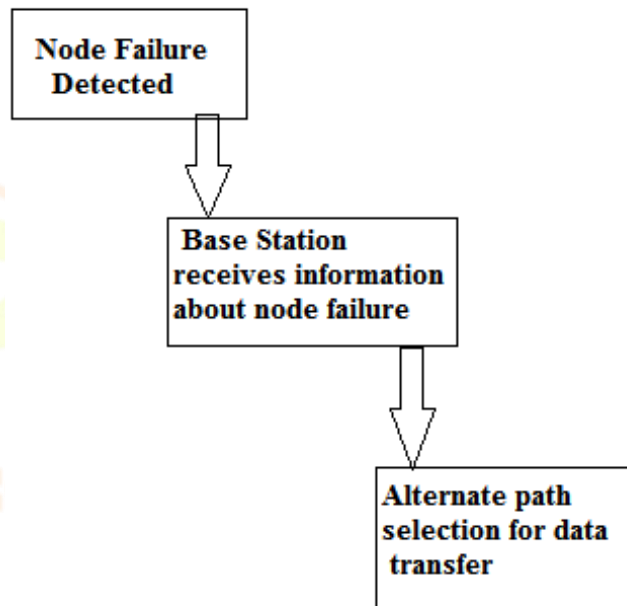 Node Failure
Detected
Base Station
receives information
about node failure
Alternate path
selection for data
transfer